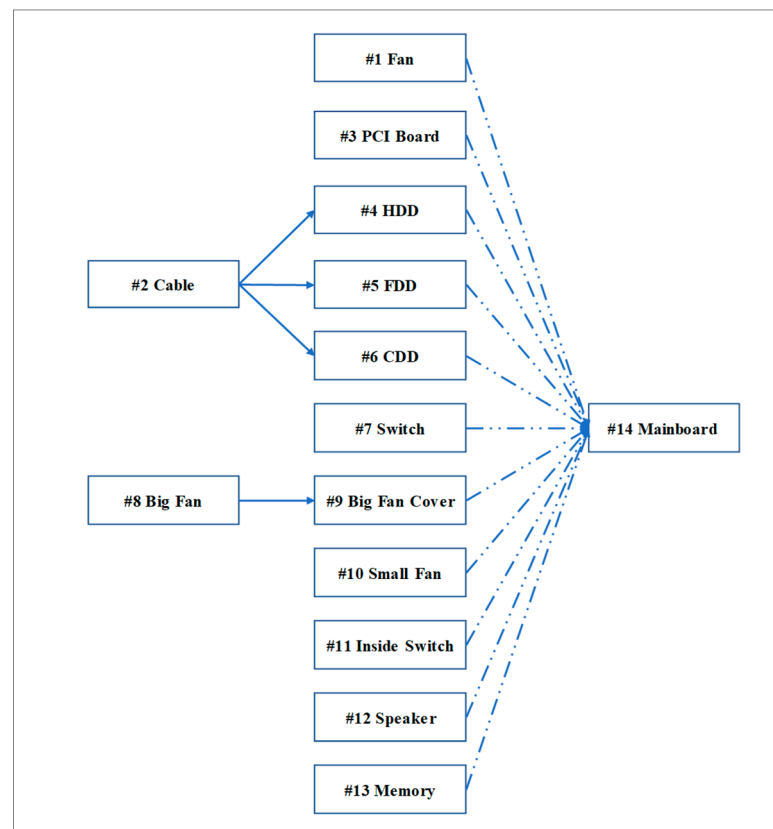 #1 Fan
#3 PCI Board
#4 HDD
#2 Cable
#5 FDD
#6 CDD
#7 Switch
#14 Mainboard
#8 Big Fan
#9 Big Fan Cover
#10 Small Fan
#11 Inside Switch
#12 Speaker
#13 Memory